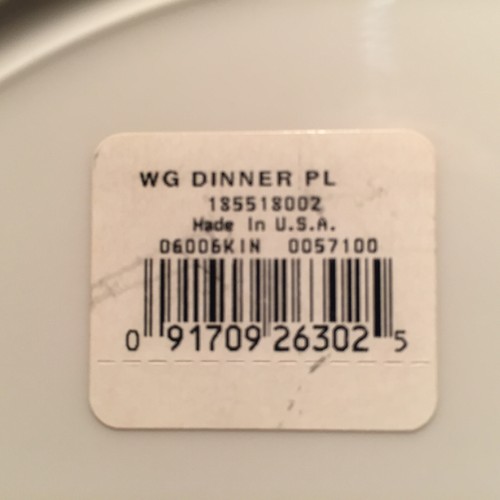 WG DINNER PL
185518002
Made In U.S.A.
06006KIN 0057100
0 91709 26302 5